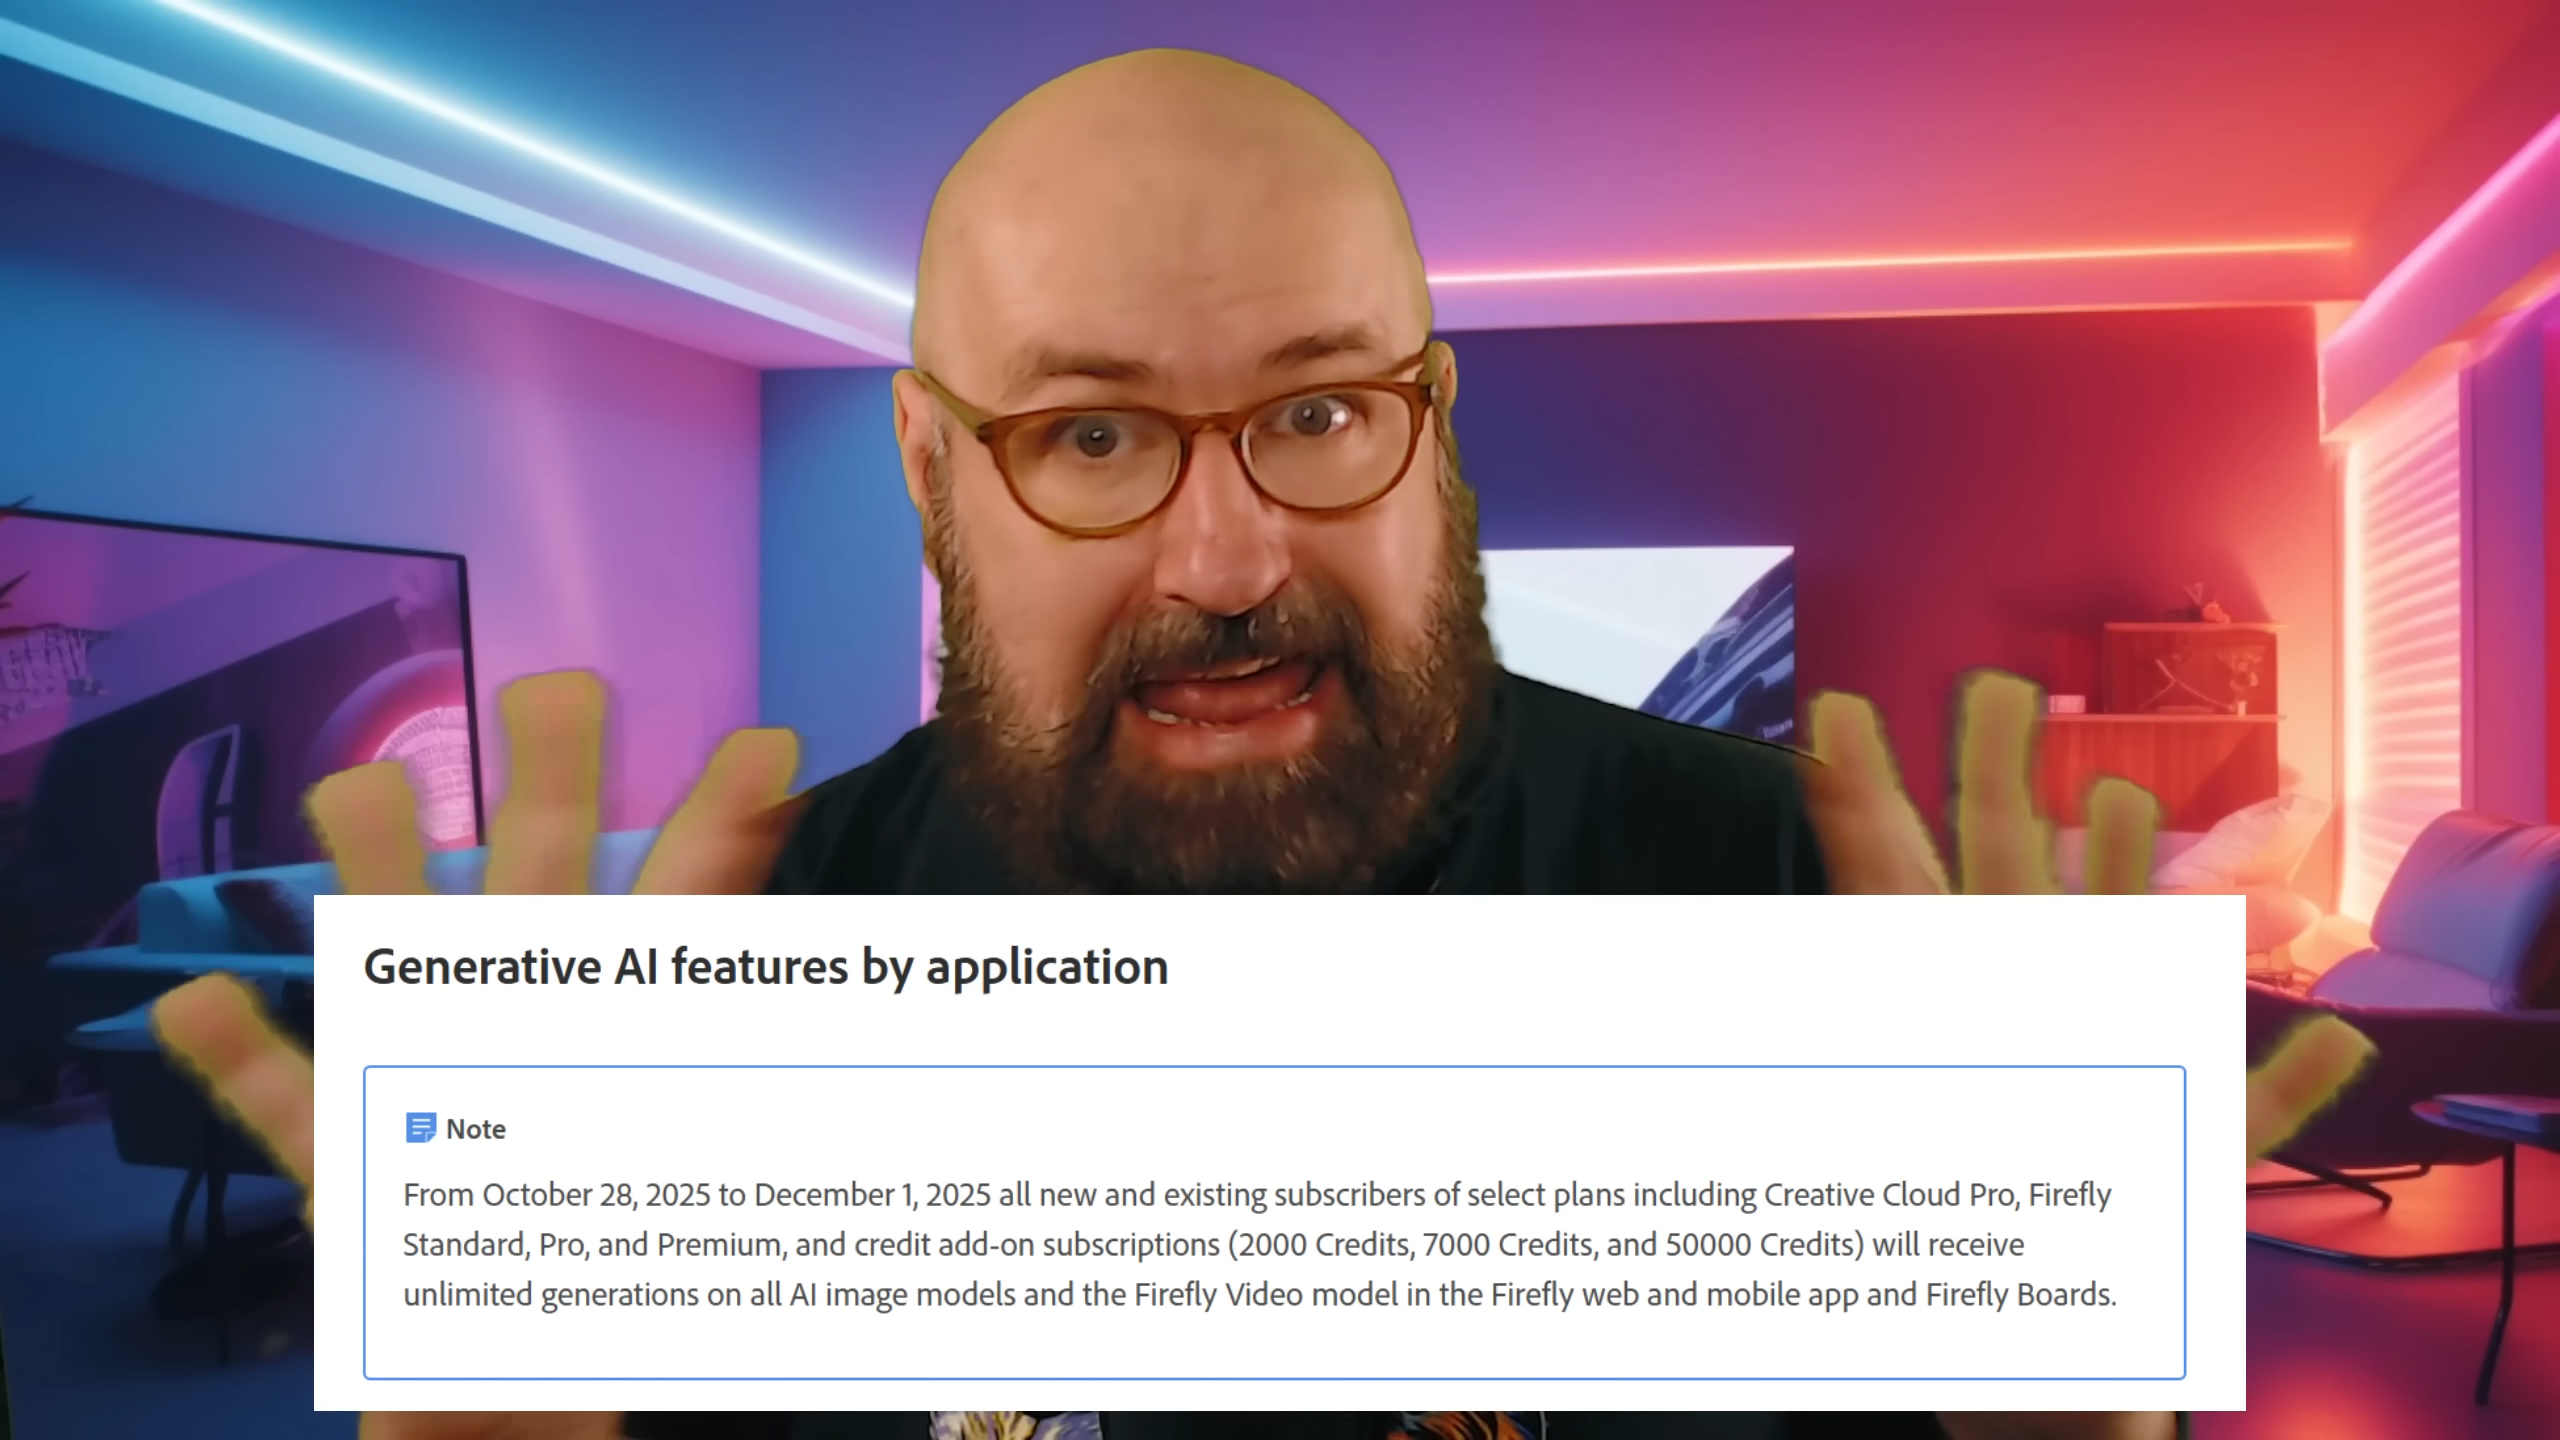 Generative AI features by application
Note
From October 28, 2025 to December 1, 2025 all new and existing subscribers of select plans including Creative Cloud Pro, Firefly
Standard, Pro, and Premium, and credit add-on subscriptions (2000 Credits, 7000 Credits, and 50000 Credits) will receive
unlimited generations on all AI image models and the Firefly Video model in the Firefly web and mobile app and Firefly Boards.